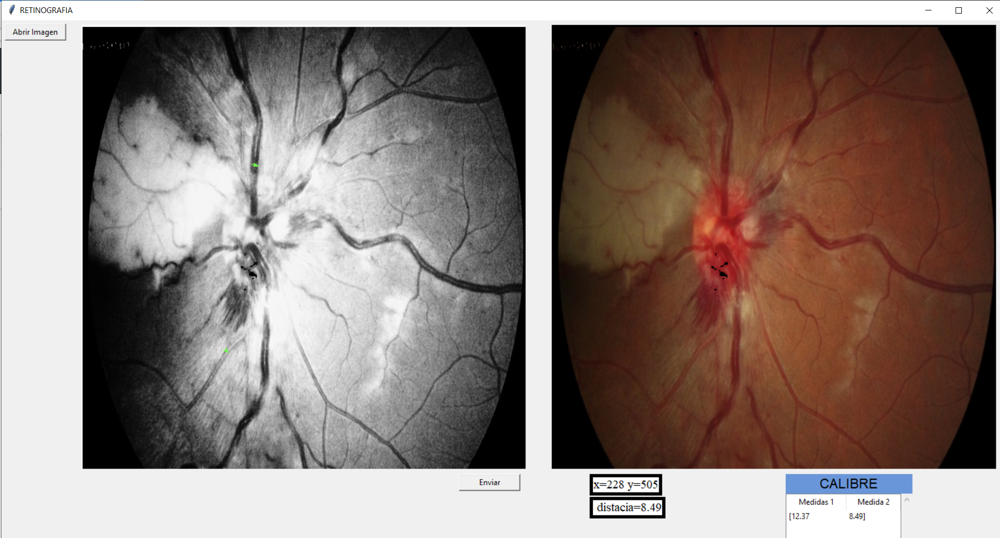 RETINOGRAFIA
Abrir Imagen
Enviar
x=228 y=505
distacia=8.49
CALIBRE
Medidas 1 Medida 2
[12.37 8.49]